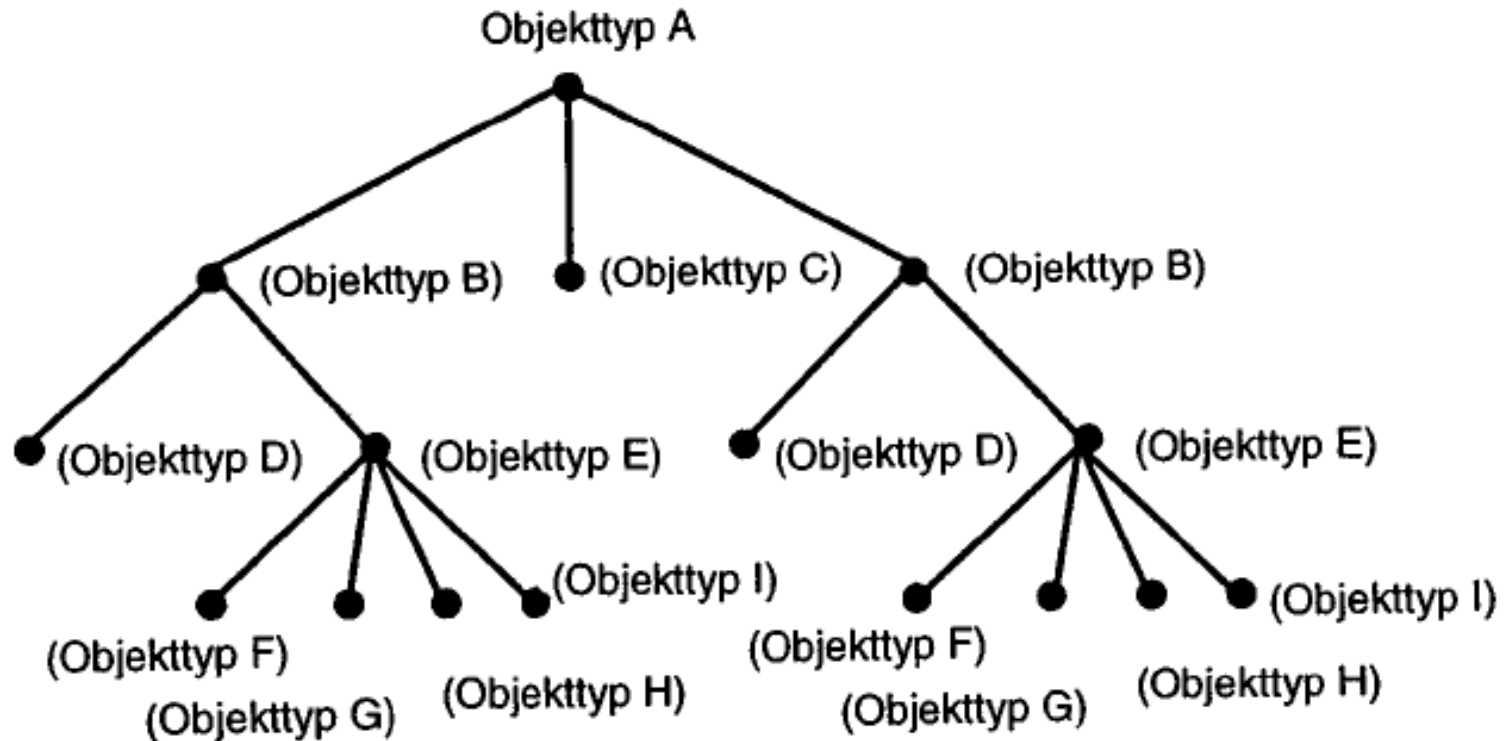 Objekttyp A
(Objekttyp B) (Objekttyp C) (Objekttyp B)
(Objekttyp D) (Objekttyp E) (Objekttyp D) (Objekttyp E)
(Objekttyp I) (Objekttyp I)
(Objekttyp F) (Objekttyp F)
(Objekttyp H) (Objekttyp H)
(Objekttyp G) (Objekttyp G)